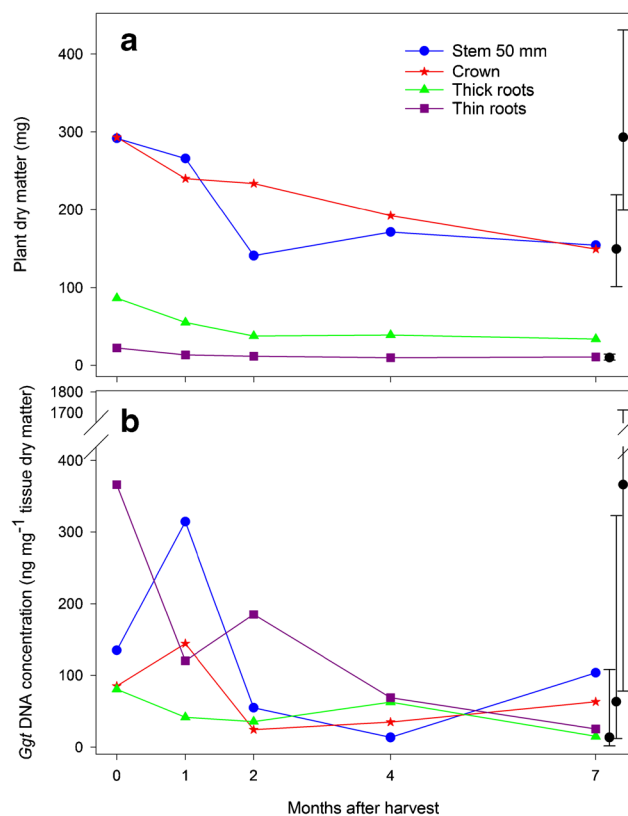 a
Stem 50 mm
Crown
Thick roots
Thin roots
400
300
200
100
0
Plant dry matter (mg)
b
1800
1700
400
300
200
100
0
Ggt DNA concentration (ng mg⁻¹ tissue dry matter)
0 1 2 4 7
Months after harvest